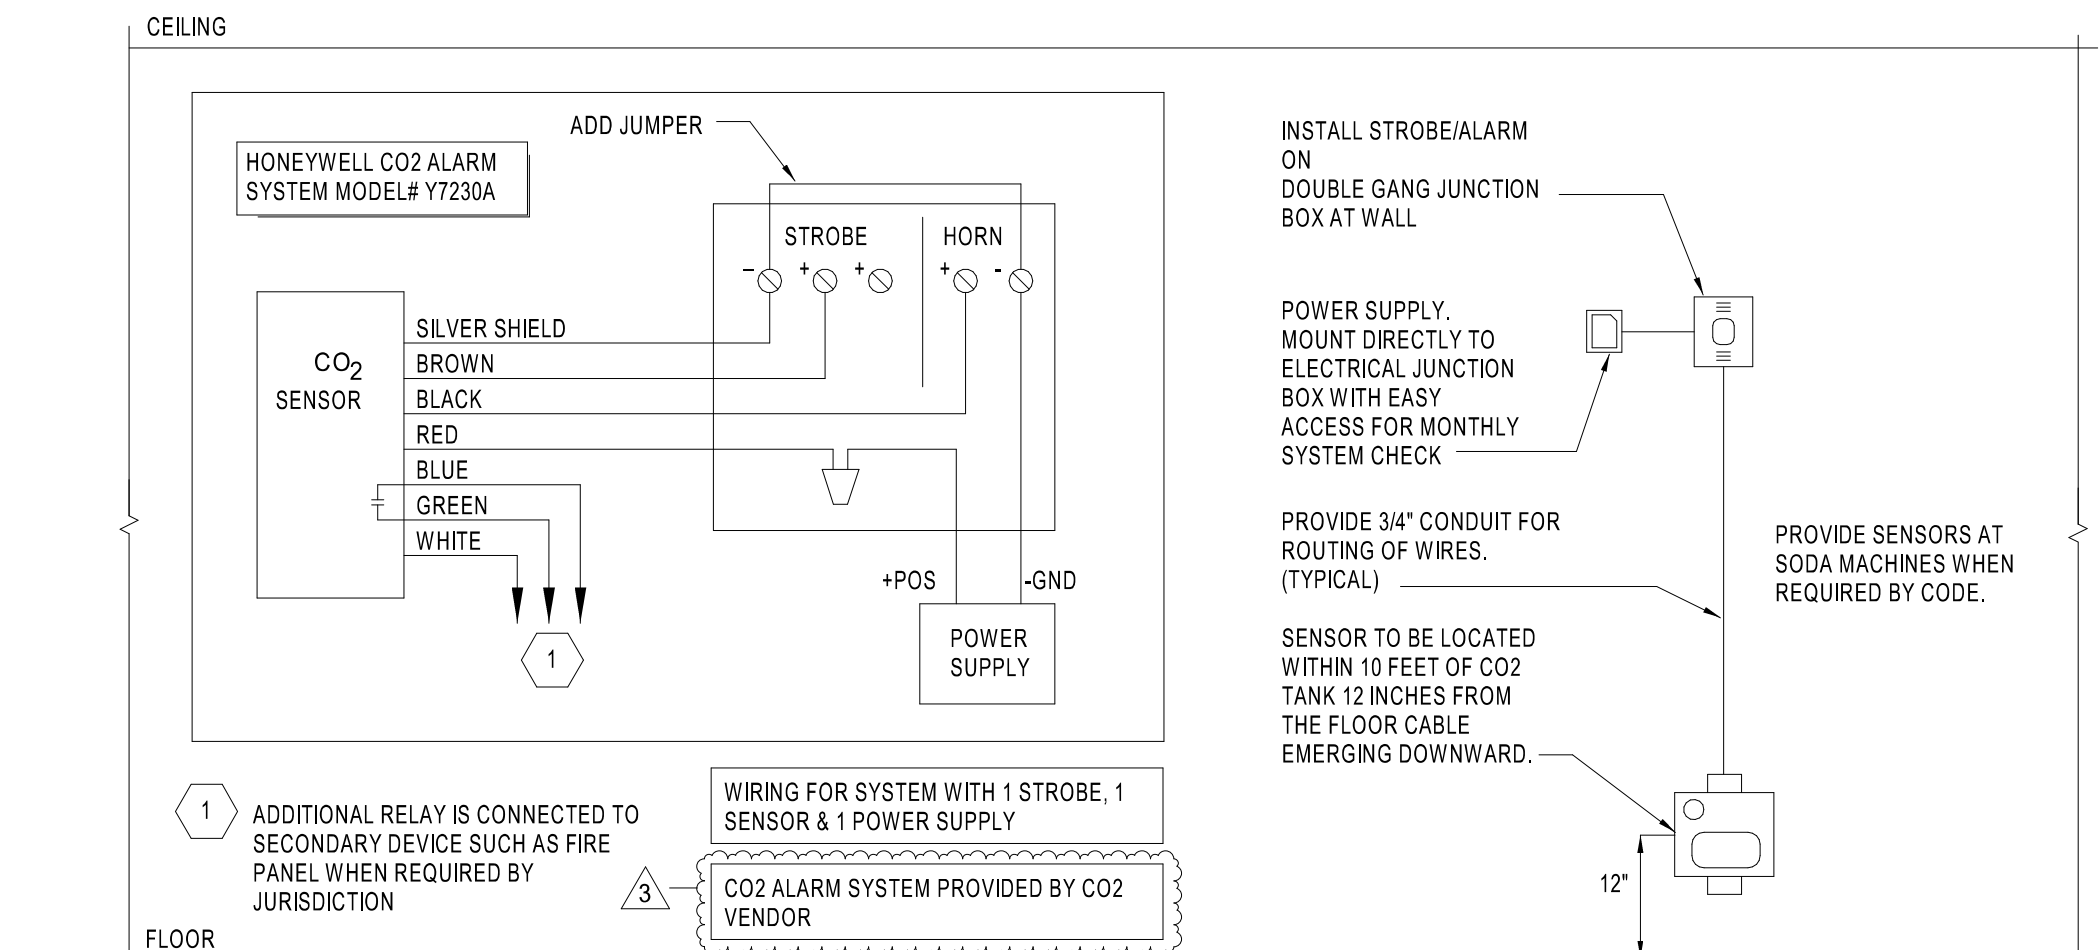 CEILING
ADD JUMPER
HONEYWELL CO2 ALARM
SYSTEM MODEL# Y7230A
STROBE
HORN
– + + + -
CO2
SENSOR
SILVER SHIELD
BROWN
BLACK
RED
BLUE
GREEN
WHITE
+POS
-GND
POWER
SUPPLY
1
1
ADDITIONAL RELAY IS CONNECTED TO
SECONDARY DEVICE SUCH AS FIRE
PANEL WHEN REQUIRED BY
JURISDICTION
WIRING FOR SYSTEM WITH 1 STROBE, 1
SENSOR & 1 POWER SUPPLY
3
CO2 ALARM SYSTEM PROVIDED BY CO2
VENDOR
FLOOR
INSTALL STROBE/ALARM
ON
DOUBLE GANG JUNCTION
BOX AT WALL
POWER SUPPLY.
MOUNT DIRECTLY TO
ELECTRICAL JUNCTION
BOX WITH EASY
ACCESS FOR MONTHLY
SYSTEM CHECK
PROVIDE 3/4" CONDUIT FOR
ROUTING OF WIRES.
(TYPICAL)
SENSOR TO BE LOCATED
WITHIN 10 FEET OF CO2
TANK 12 INCHES FROM
THE FLOOR CABLE
EMERGING DOWNWARD.
PROVIDE SENSORS AT
SODA MACHINES WHEN
REQUIRED BY CODE.
12"